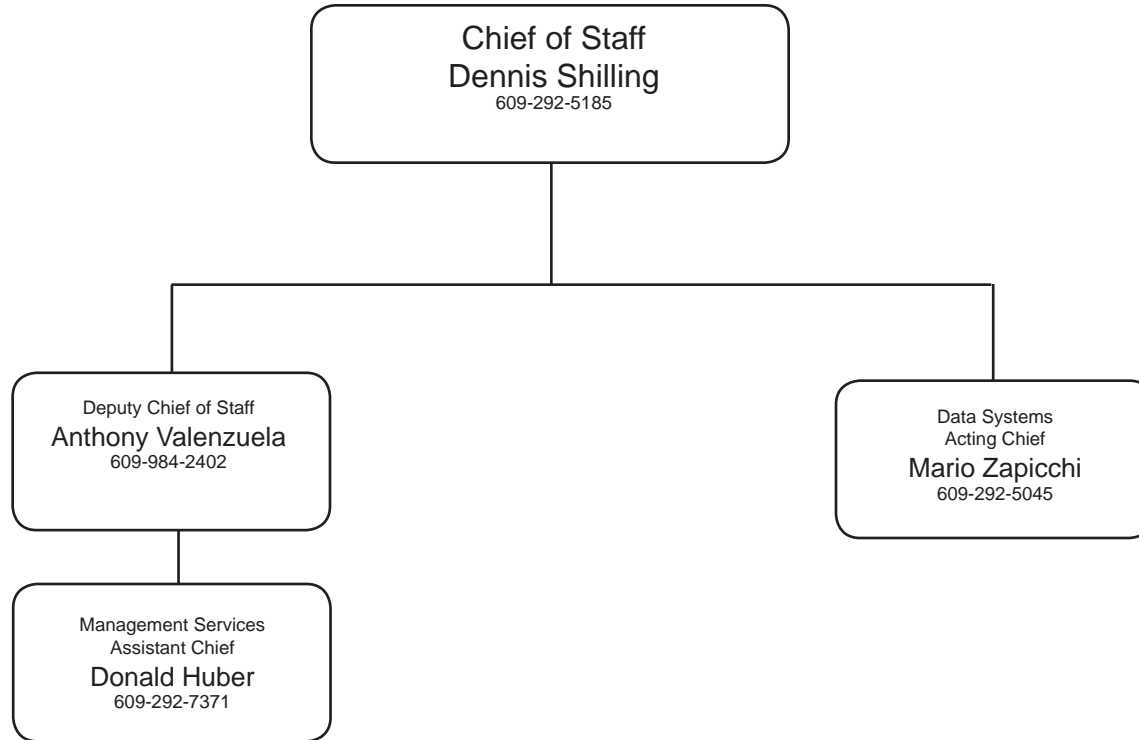 Chief of Staff
Dennis Shilling
609-292-5185
Deputy Chief of Staff
Anthony Valenzuela
609-984-2402
Data Systems
Acting Chief
Mario Zapicchi
609-292-5045
Management Services
Assistant Chief
Donald Huber
609-292-7371